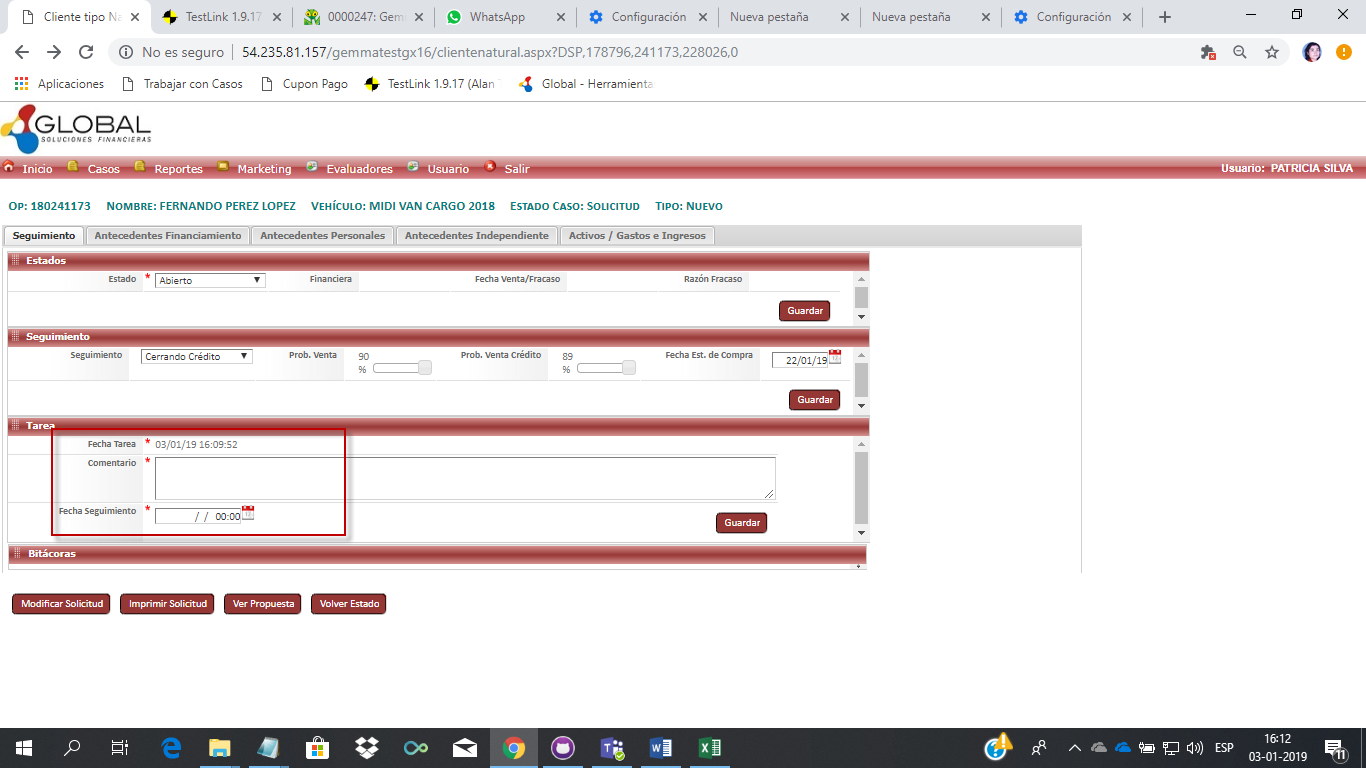 Cliente tipo Na
TestLink 1.9.17
0000247: Gem
WhatsApp
Configuración
Nueva pestaña
Nueva pestaña
Configuración
No es seguro
54.235.81.157/gemmatestgx16/clientenatural.aspx?DSP,178796,241173,228026,0
Aplicaciones
Trabajar con Casos
Cupon Pago
TestLink 1.9.17 (Alan
Global - Herramienta
GLOBAL
SOLUCIONES FINANCIERAS
Inicio Casos Reportes Marketing Evaluadores Usuario Salir
Usuario: PATRICIA SILVA
OP: 180241173 NOMBRE: FERNANDO PEREZ LOPEZ VEHÍCULO: MIDI VAN CARGO 2018 ESTADO CASO: SOLICITUD TIPO: NUEVO
Seguimiento Antecedentes Financiamiento Antecedentes Personales Antecedentes Independiente Activos / Gastos e Ingresos
Estados
Estado * Abierto Financiera Fecha Venta/Fracaso Razón Fracaso
Guardar
Seguimiento
Seguimiento Cerrando Crédito Prob. Venta 90 % Prob. Venta Crédito 89 % Fecha Est. de Compra 22/01/19
Guardar
Tarea
Fecha Tarea * 03/01/19 16:09:52
Comentario *
Fecha Seguimiento * / / 00:00
Guardar
Bitácoras
Modificar Solicitud Imprimir Solicitud Ver Propuesta Volver Estado
ESP
16:12
03-01-2019
11